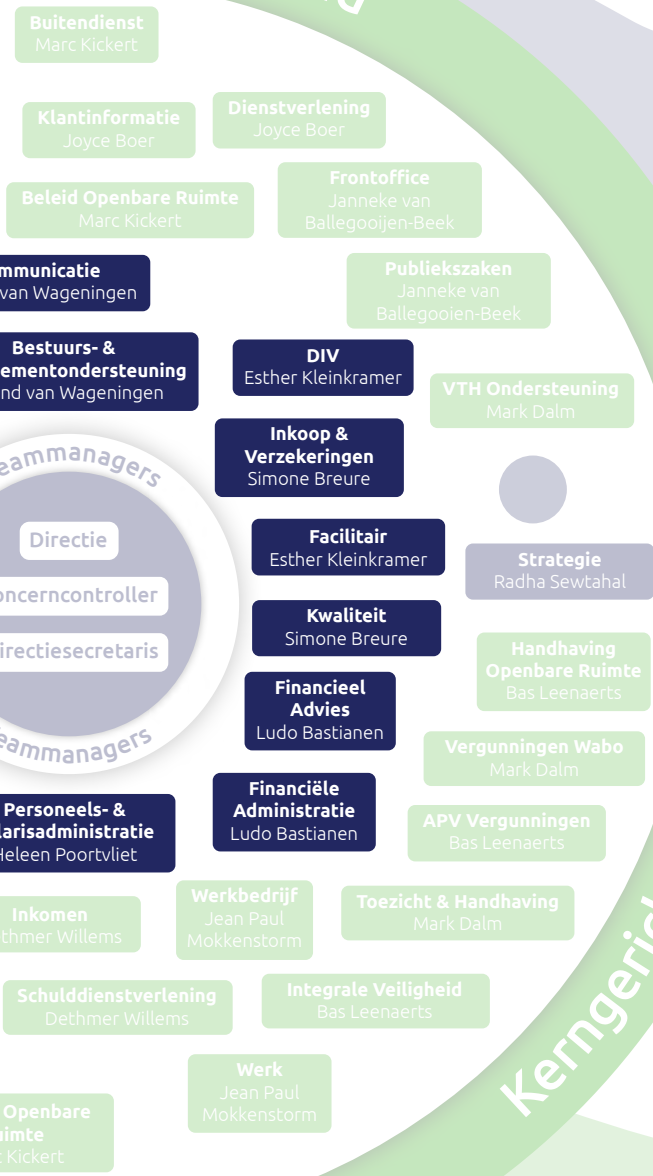 Buitendienst
Marc Kickert
Klantinformatie
Joyce Boer
Dienstverlening
Joyce Boer
Beleid Openbare Ruimte
Marc Kickert
Frontoffice
Janneke van
Ballegooijen-Beek
mmunicatie
van Wageningen
Publiekszaken
Janneke van
Ballegooien-Beek
Bestuurs- &
ementondersteuning
nd van Wageningen
DIV
Esther Kleinkramer
VTH Ondersteuning
Mark Dalm
Inkoop &
Verzekeringen
Simone Breure
eammanagers
Directie
oncerncontroller
irectiesecretaris
eammanagers
Facilitair
Esther Kleinkramer
Strategie
Radha Sewtahal
Kwaliteit
Simone Breure
Handhaving
Openbare Ruimte
Bas Leenaerts
Financieel
Advies
Ludo Bastianen
Vergunningen Wabo
Mark Dalm
Personeels- &
larisadministratie
Heleen Poortvliet
Financiële
Administratie
Ludo Bastianen
APV Vergunningen
Bas Leenaerts
Inkomen
thmer Willems
Werkbedrijf
Jean Paul
Mokkenstorm
Toezicht & Handhaving
Mark Dalm
Schulddienstverlening
Dethmer Willems
Integrale Veiligheid
Bas Leenaerts
Werk
Jean Paul
Mokkenstorm
Openbare
imte
Kickert
Kerngeri